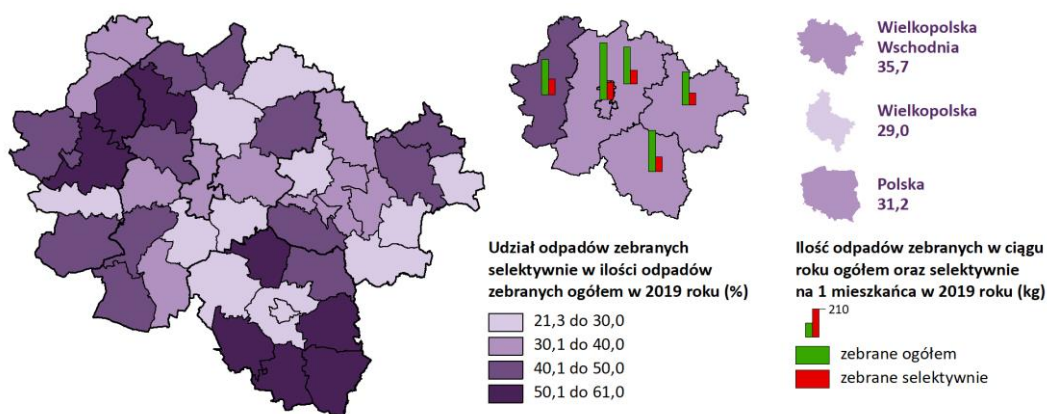 Wielkopolska
Wschodnia
35,7
Wielkopolska
29,0
Polska
31,2
Udział odpadów zebranych
selektywnie w ilości odpadów
zebranych ogółem w 2019 roku (%)
21,3 do 30,0
30,1 do 40,0
40,1 do 50,0
50,1 do 61,0
Ilość odpadów zebranych w ciągu
roku ogółem oraz selektywnie
na 1 mieszkańca w 2019 roku (kg)
210
zebrane ogółem
zebrane selektywnie